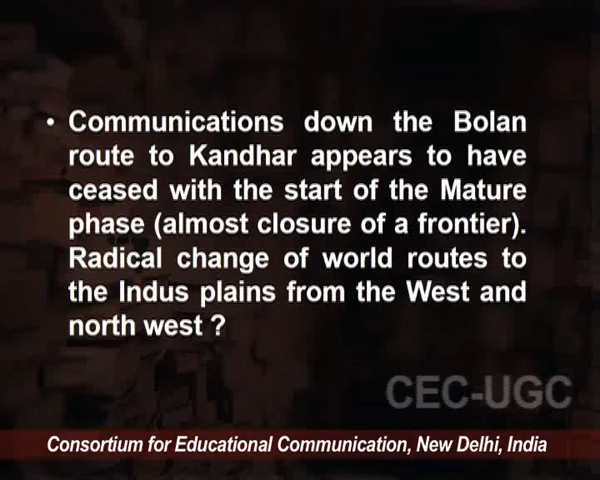 • Communications down the Bolan
route to Kandhar appears to have
ceased with the start of the Mature
phase (almost closure of a frontier).
Radical change of world routes to
the Indus plains from the West and
north west ?
CEC-UGC
Consortium for Educational Communication, New Delhi, India